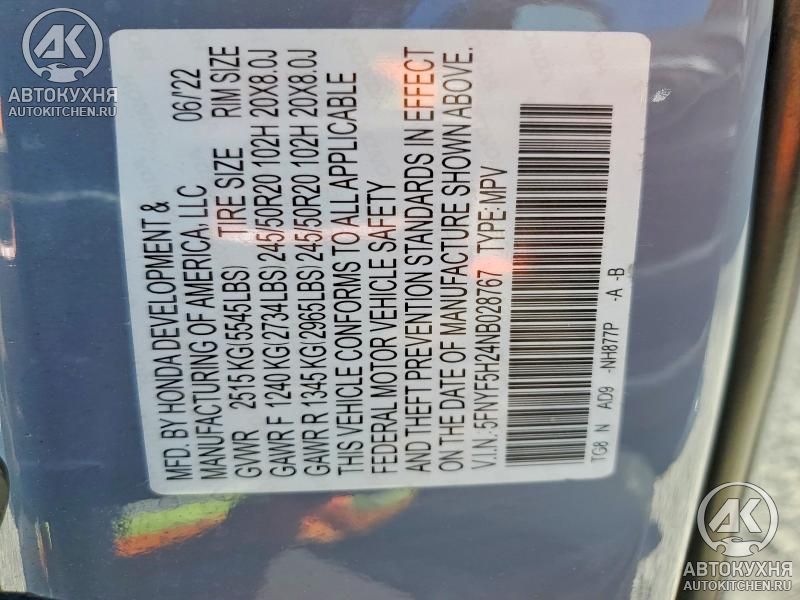 MFD. BY HONDA DEVELOPMENT & 06/'22
MANUFACTURING OF AMERICA, LLC
GVWR 2515 KG(5545LBS) TIRE SIZE RIM SIZE
GAWR F 1240 KG(2734LBS) 245/50R20 102H 20X8.0J
GAWR R 1345 KG(2965LBS) 245/50R20 102H 20X8.0J
THIS VEHICLE CONFORMS TO ALL APPLICABLE
FEDERAL MOTOR VEHICLE SAFETY
AND THEFT PREVENTION STANDARDS IN EFFECT
ON THE DATE OF MANUFACTURE SHOWN ABOVE.
V.I.N.:5FNYF5H24NB028767 TYPE:MPV
TG8 N AD9 -NH877P -A -B
АК
АВТОКУХНЯ
AUTOKITCHEN.RU
АК
АВТОКУХНЯ
AUTOKITCHEN.RU